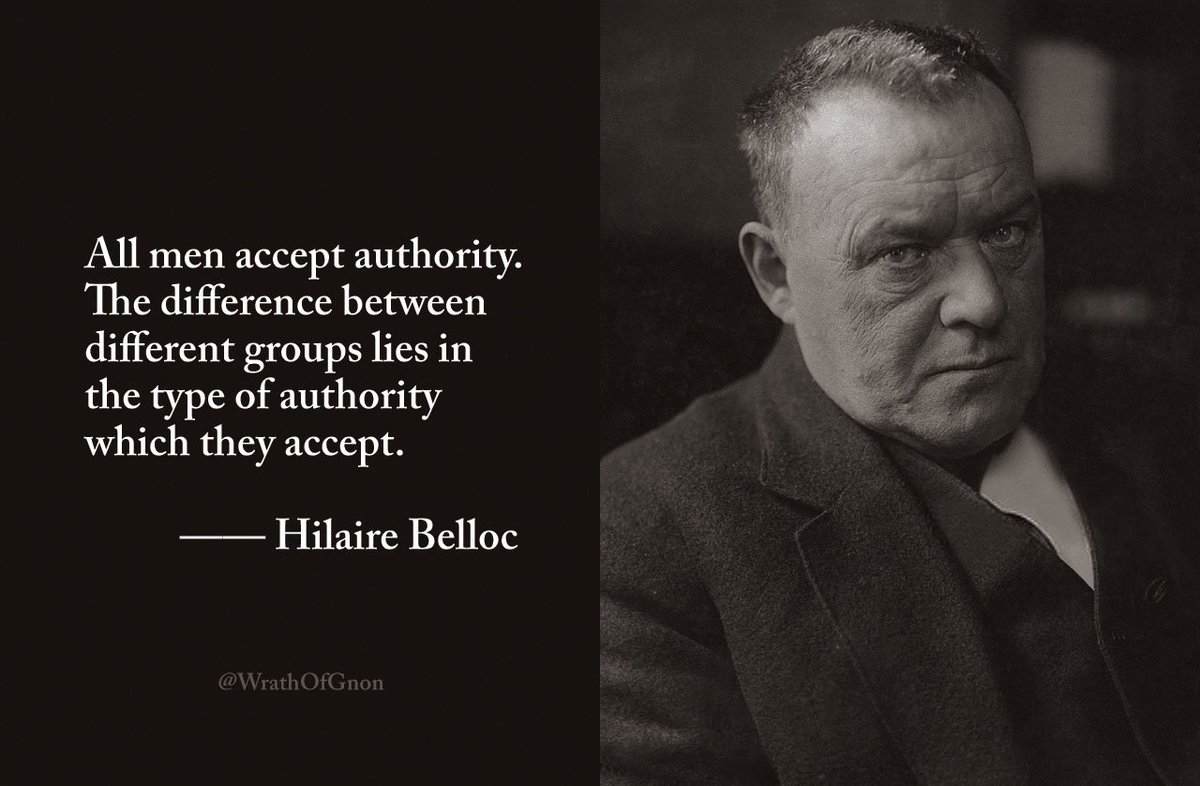 All men accept authority.
The difference between
different groups lies in
the type of authority
which they accept.
—— Hilaire Belloc
@WrathOfGnon